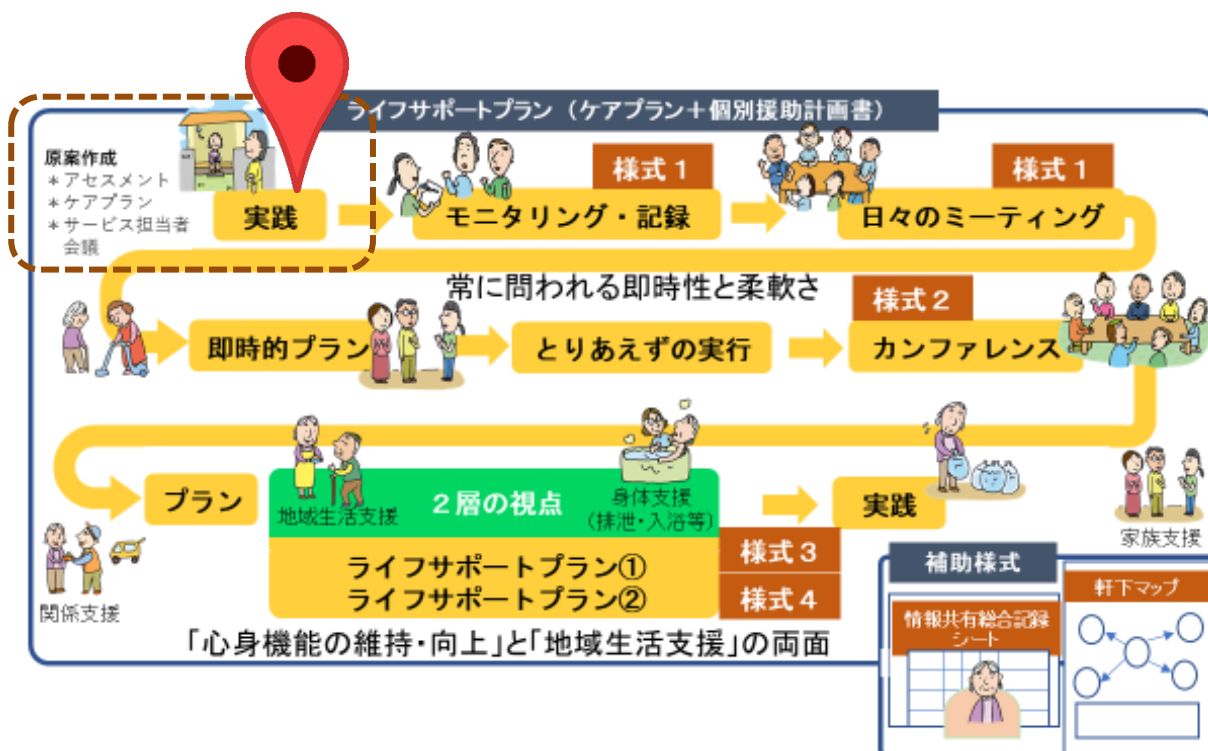 ライフサポートプラン（ケアプラン＋個別援助計画書）
原案作成
＊アセスメント
＊ケアプラン
＊サービス担当者
会議
実践
様式１
モニタリング・記録
様式１
日々のミーティング
常に問われる即時性と柔軟さ
即時的プラン
とりあえずの実行
様式２
カンファレンス
プラン
地域生活支援
２層の視点
身体支援
（排泄・入浴等）
実践
家族支援
ライフサポートプラン①
様式３
ライフサポートプラン②
様式４
関係支援
「心身機能の維持・向上」と「地域生活支援」の両面
補助様式
情報共有総合記録
シート
軒下マップ